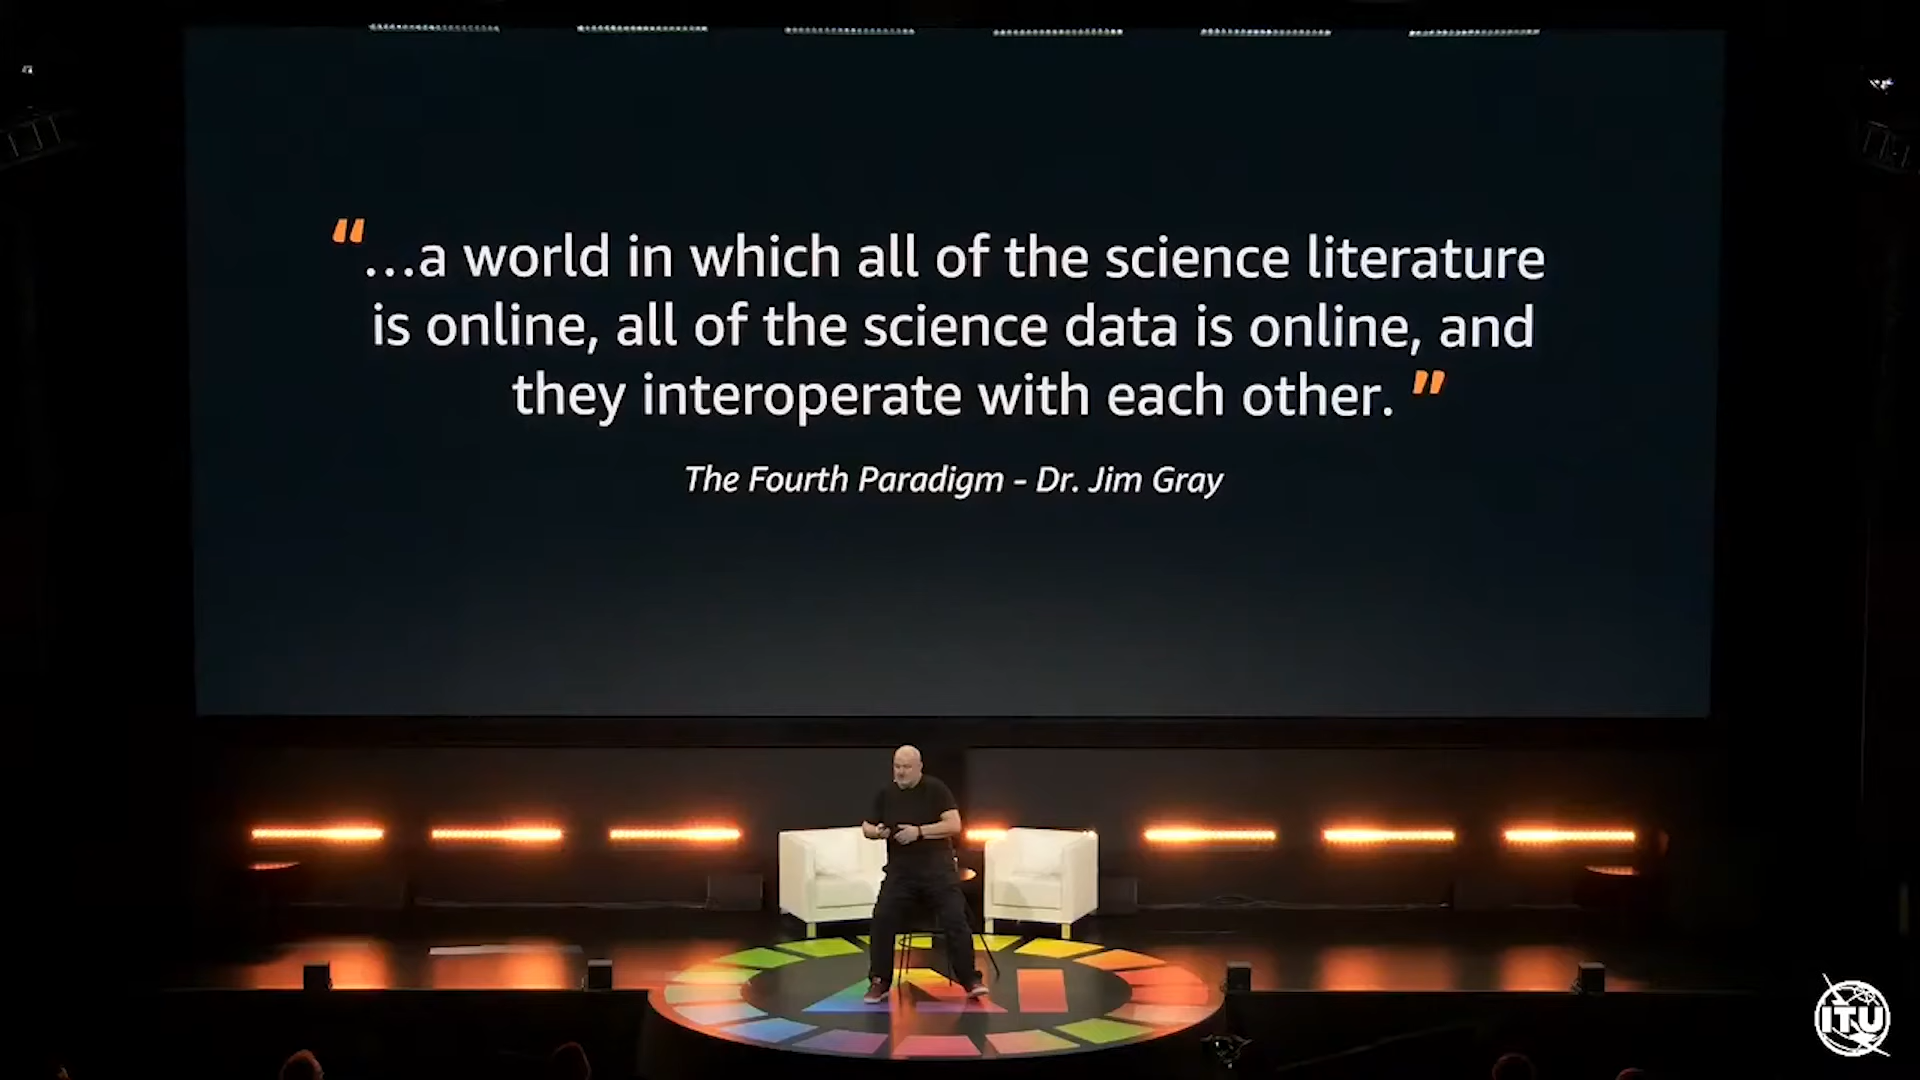 “…a world in which all of the science literature
is online, all of the science data is online, and
they interoperate with each other.”
The Fourth Paradigm - Dr. Jim Gray
AI
ITU